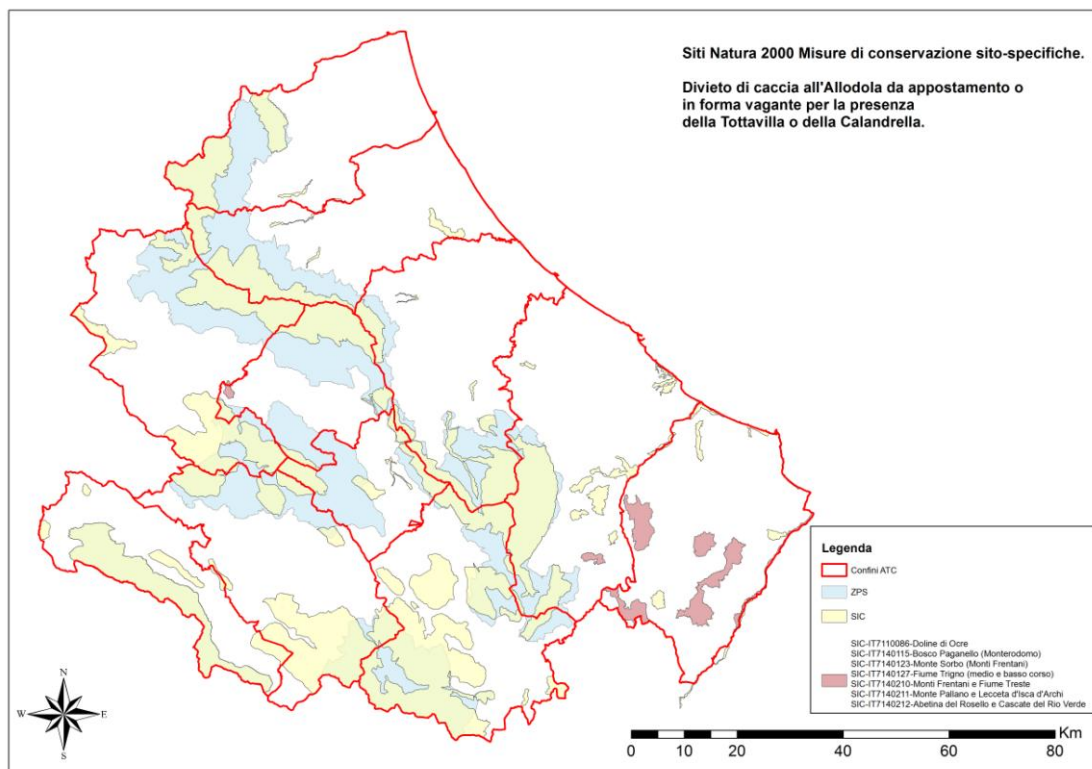 Siti Natura 2000 Misure di conservazione sito-specifiche.
Divieto di caccia all'Allodola da appostamento o
in forma vagante per la presenza
della Tottavilla o della Calandrella.
Legenda
Confini ATC
ZPS
SIC
SIC-IT7110086-Doline di Ocre
SIC-IT7140115-Bosco Paganello (Monterodomo)
SIC-IT7140123-Monte Sorbo (Monti Frentani)
SIC-IT7140127-Fiume Trigno (medio e basso corso)
SIC-IT7140210-Monti Frentani e Fiume Treste
SIC-IT7140211-Monte Pallano e Lecceta d'Isca d'Archi
SIC-IT7140212-Abetina del Rosello e Cascate del Rio Verde
N
W E
S
Km
0 5 10 20 40 60 80